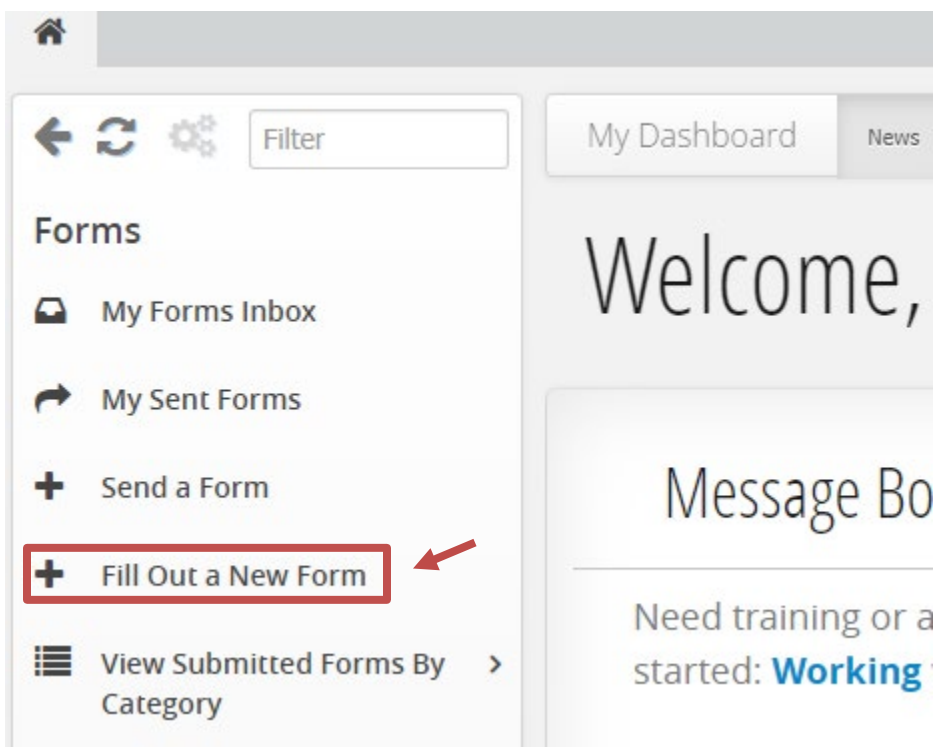 Filter
Forms
My Forms Inbox
My Sent Forms
Send a Form
Fill Out a New Form
View Submitted Forms By
Category
My Dashboard
News
Welcome,
Message Bo
Need training or a
started: Working